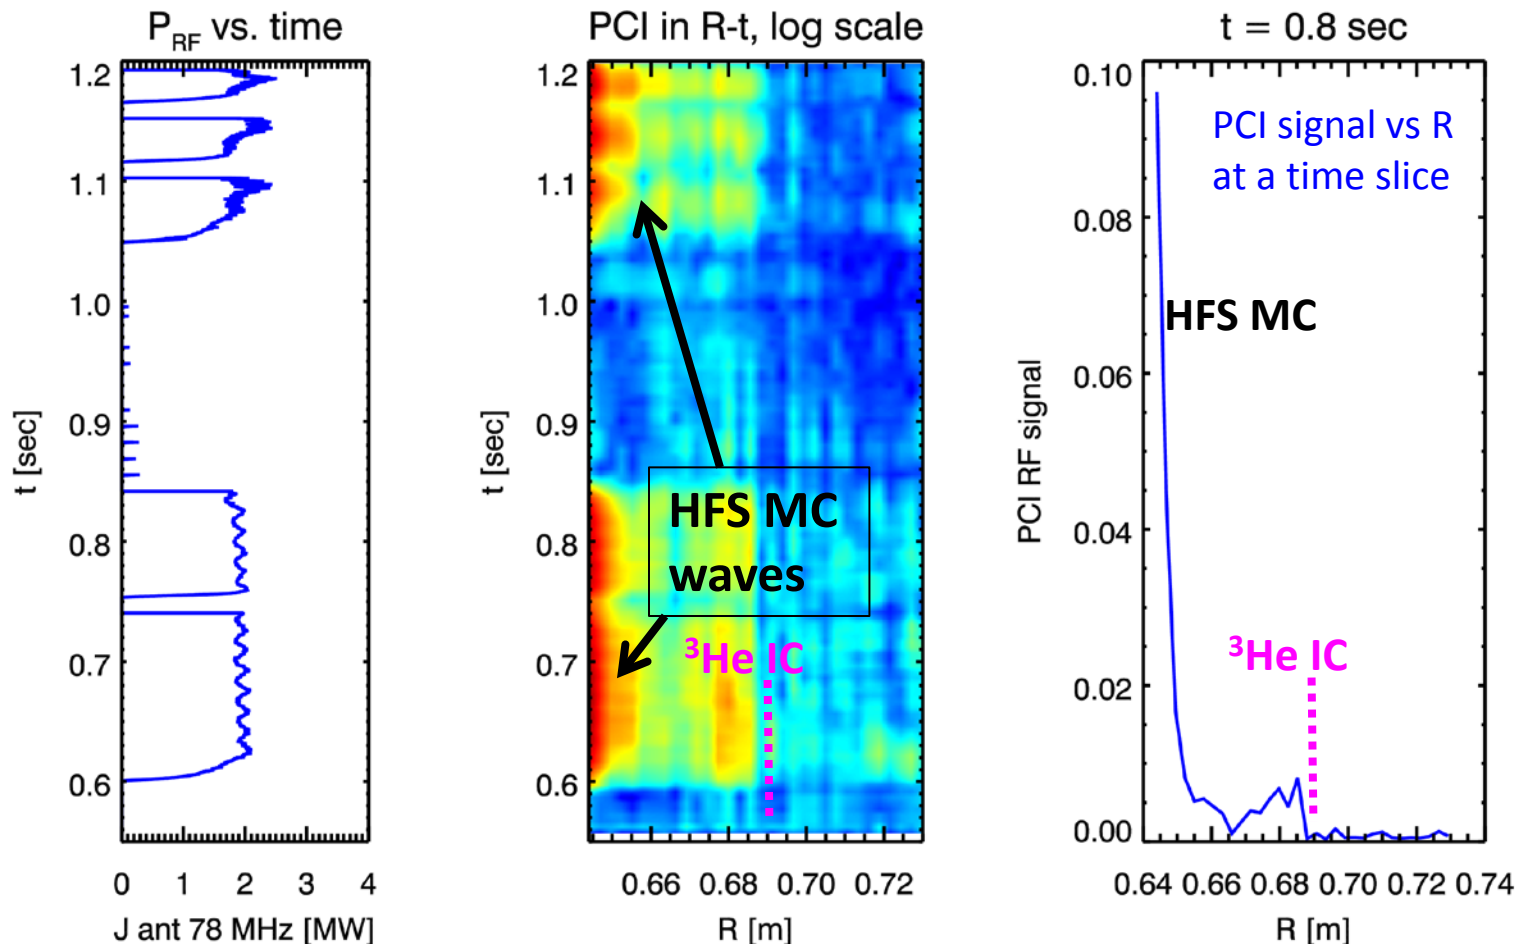 P_RF vs. time
1.2
1.1
1.0
0.9
0.8
0.7
0.6
t [sec]
0 1 2 3 4
J ant 78 MHz [MW]
PCI in R-t, log scale
1.2
1.1
1.0
0.9
0.8
0.7
0.6
t [sec]
HFS MC
waves
³He IC
0.66 0.68 0.70 0.72
R [m]
t = 0.8 sec
0.10
0.08
0.06
0.04
0.02
0.00
PCI RF signal
PCI signal vs R
at a time slice
HFS MC
³He IC
0.64 0.66 0.68 0.70 0.72 0.74
R [m]